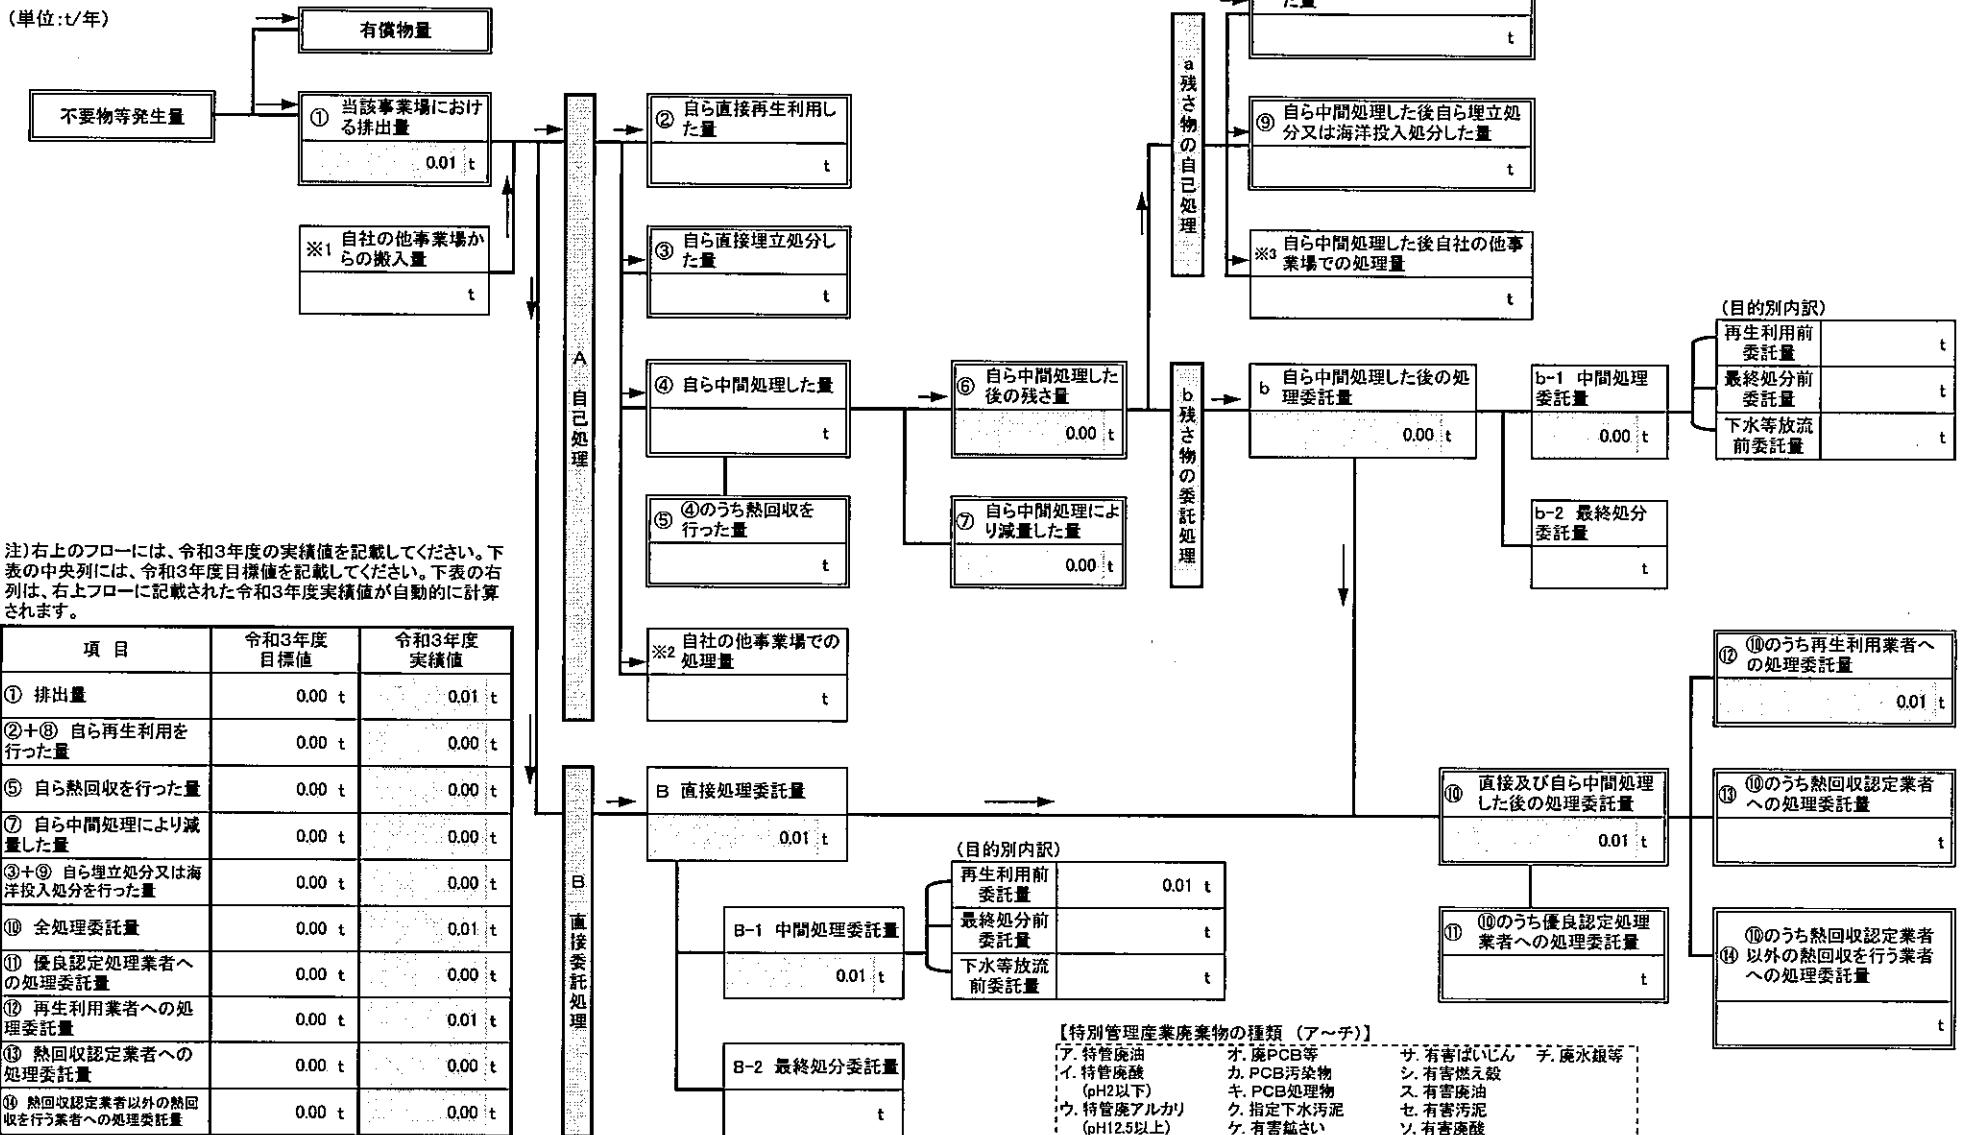 (単位:t/年)
有償物量
不要物等発生量
① 当該事業場におけ
る排出量
0.01 t
※1 自社の他事業場か
らの搬入量
t
A 自己処理
② 自ら直接再生利用し
た量
t
③ 自ら直接埋立処分し
た量
t
④ 自ら中間処理した量
t
⑤ ④のうち熱回収を
行った量
t
※2 自社の他事業場での
処理量
t
⑥ 自ら中間処理した
後の残さ量
0.00 t
⑦ 自ら中間処理によ
り減量した量
0.00 t
a 残さ物の自己処理
た量
t
⑨ 自ら中間処理した後自ら埋立処
分又は海洋投入処分した量
t
※3 自ら中間処理した後自社の他事
業場での処理量
t
b 残さ物の委託処理
b 自ら中間処理した後の処
理委託量
0.00 t
b-1 中間処理
委託量
0.00 t
(目的別内訳)
再生利用前
委託量
t
最終処分前
委託量
t
下水等放流
前委託量
t
b-2 最終処分
委託量
t
注)右上のフローには、令和3年度の実績値を記載してください。下
表の中央列には、令和3年度目標値を記載してください。下表の右
列は、右上フローに記載された令和3年度実績値が自動的に計算
されます。
項 目
令和3年度
目標値
令和3年度
実績値
① 排出量 0.00 t 0.01 t
②+⑧ 自ら再生利用を
行った量 0.00 t 0.00 t
⑤ 自ら熱回収を行った量 0.00 t 0.00 t
⑦ 自ら中間処理により減
量した量 0.00 t 0.00 t
③+⑨ 自ら埋立処分又は海
洋投入処分を行った量 0.00 t 0.00 t
⑩ 全処理委託量 0.00 t 0.01 t
⑪ 優良認定処理業者へ
の処理委託量 0.00 t 0.00 t
⑫ 再生利用業者への処
理委託量 0.00 t 0.01 t
⑬ 熱回収認定業者への
処理委託量 0.00 t 0.00 t
⑭ 熱回収認定業者以外の熱回
収を行う業者への処理委託量 0.00 t 0.00 t
B 直接委託処理
B 直接処理委託量
0.01 t
B-1 中間処理委託量
0.01 t
(目的別内訳)
再生利用前
委託量
0.01 t
最終処分前
委託量
t
下水等放流
前委託量
t
B-2 最終処分委託量
t
⑩ 直接及び自ら中間処理
した後の処理委託量
0.01 t
⑪ ⑩のうち優良認定処理
業者への処理委託量
t
⑫ ⑩のうち再生利用業者へ
の処理委託量
0.01 t
⑬ ⑩のうち熱回収認定業者
への処理委託量
t
⑭ ⑩のうち熱回収認定業者
以外の熱回収を行う業者
への処理委託量
t
【特別管理産業廃棄物の種類 (ア~チ)】
ア. 特管廃油 オ. 廃PCB等 サ. 有害ばいじん チ. 廃水銀等
イ. 特管廃酸 カ. PCB汚染物 シ. 有害燃え殻
(pH2以下) キ. PCB処理物 ス. 有害廃油
ウ. 特管廃アルカリ ク. 指定下水汚泥 セ. 有害汚泥
(pH12.5以上) ケ. 有害鉱さい ソ. 有害廃酸